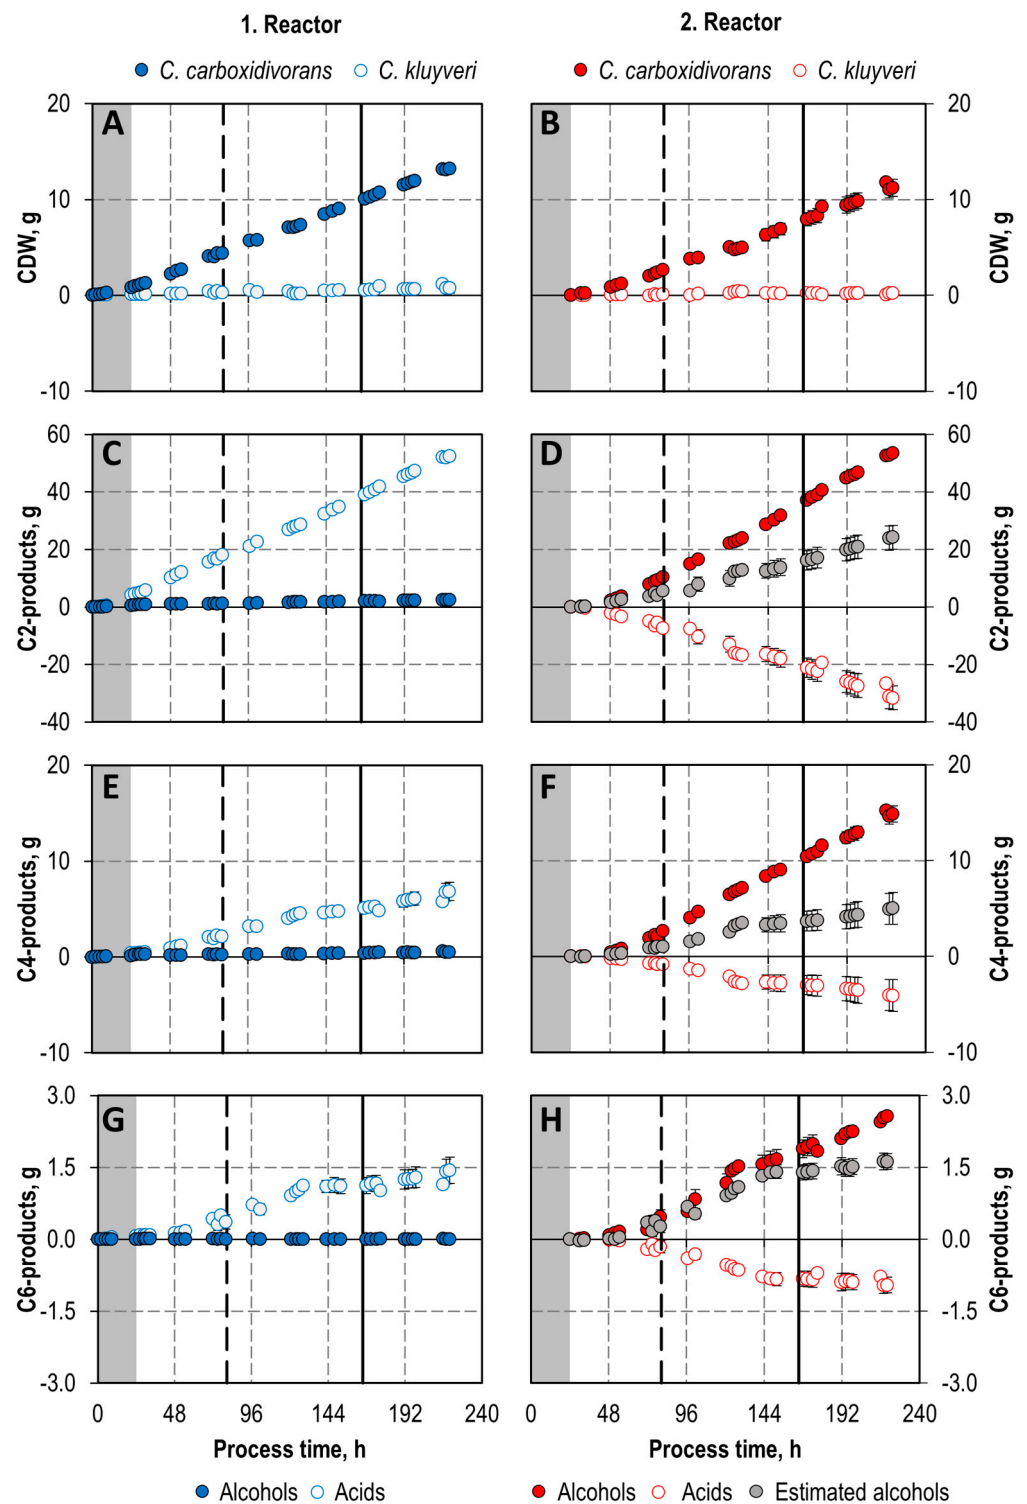 1. Reactor 2. Reactor
C. carboxidivorans C. kluyveri C. carboxidivorans C. kluyveri
20 A B 20
10 10
0 0
-10 -10
CDW, g CDW, g
60 C D 60
40 40
20 20
0 0
-20 -20
-40 -40
C2-products, g C2-products, g
20 E F 20
10 10
0 0
-10 -10
C4-products, g C4-products, g
3.0 G H 3.0
1.5 1.5
0.0 0.0
-1.5 -1.5
-3.0 -3.0
C6-products, g C6-products, g
0 48 96 144 192 240 0 48 96 144 192 240
Process time, h Process time, h
Alcohols Acids Alcohols Acids Estimated alcohols